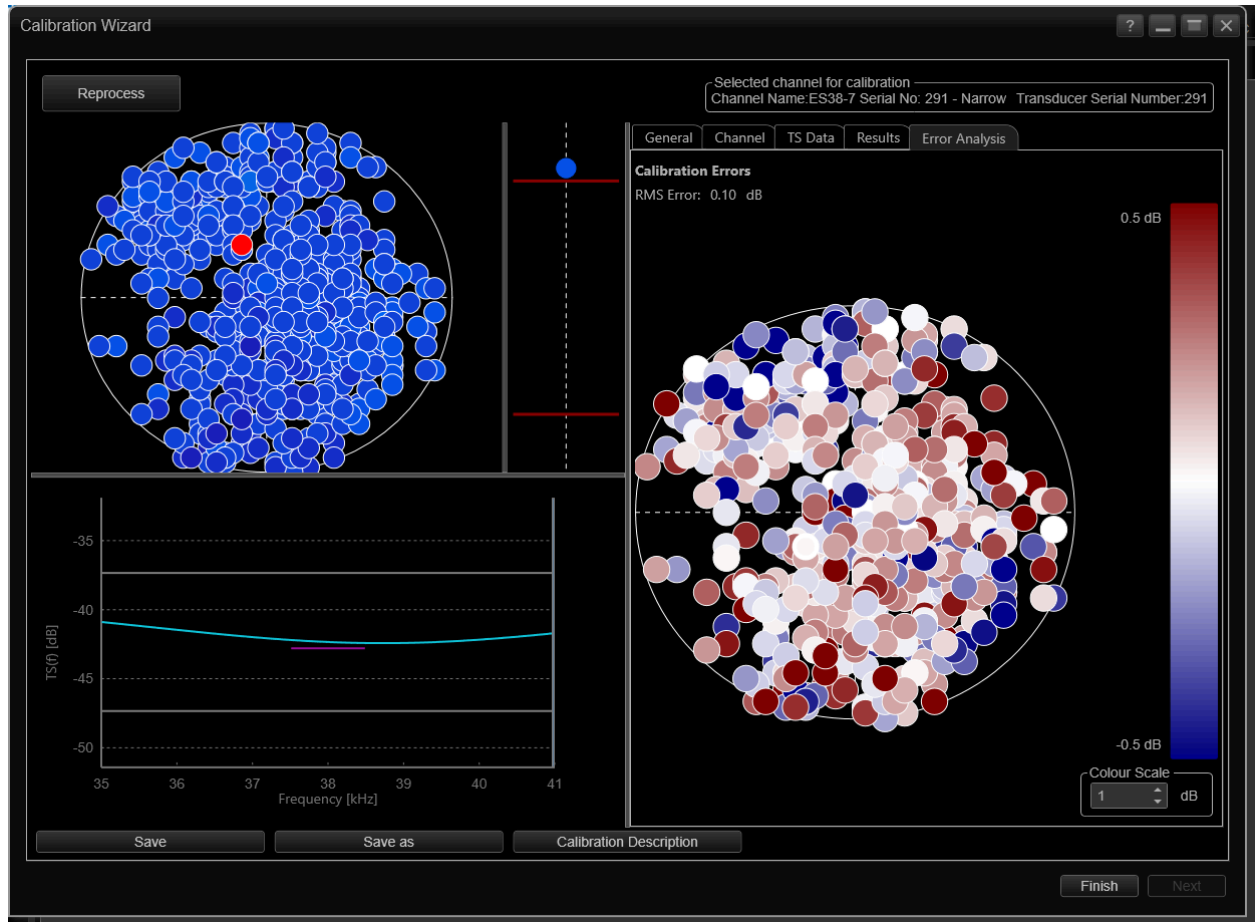 Calibration Wizard
?
Reprocess
Selected channel for calibration
Channel Name:ES38-7 Serial No: 291 - Narrow   Transducer Serial Number:291
General
Channel
TS Data
Results
Error Analysis
Calibration Errors
RMS Error:  0.10  dB
0.5 dB
-0.5 dB
Colour Scale
1
dB
TS(f) [dB]
-35
-40
-45
-50
35
36
37
38
39
40
41
Frequency [kHz]
Save
Save as
Calibration Description
Finish
Next